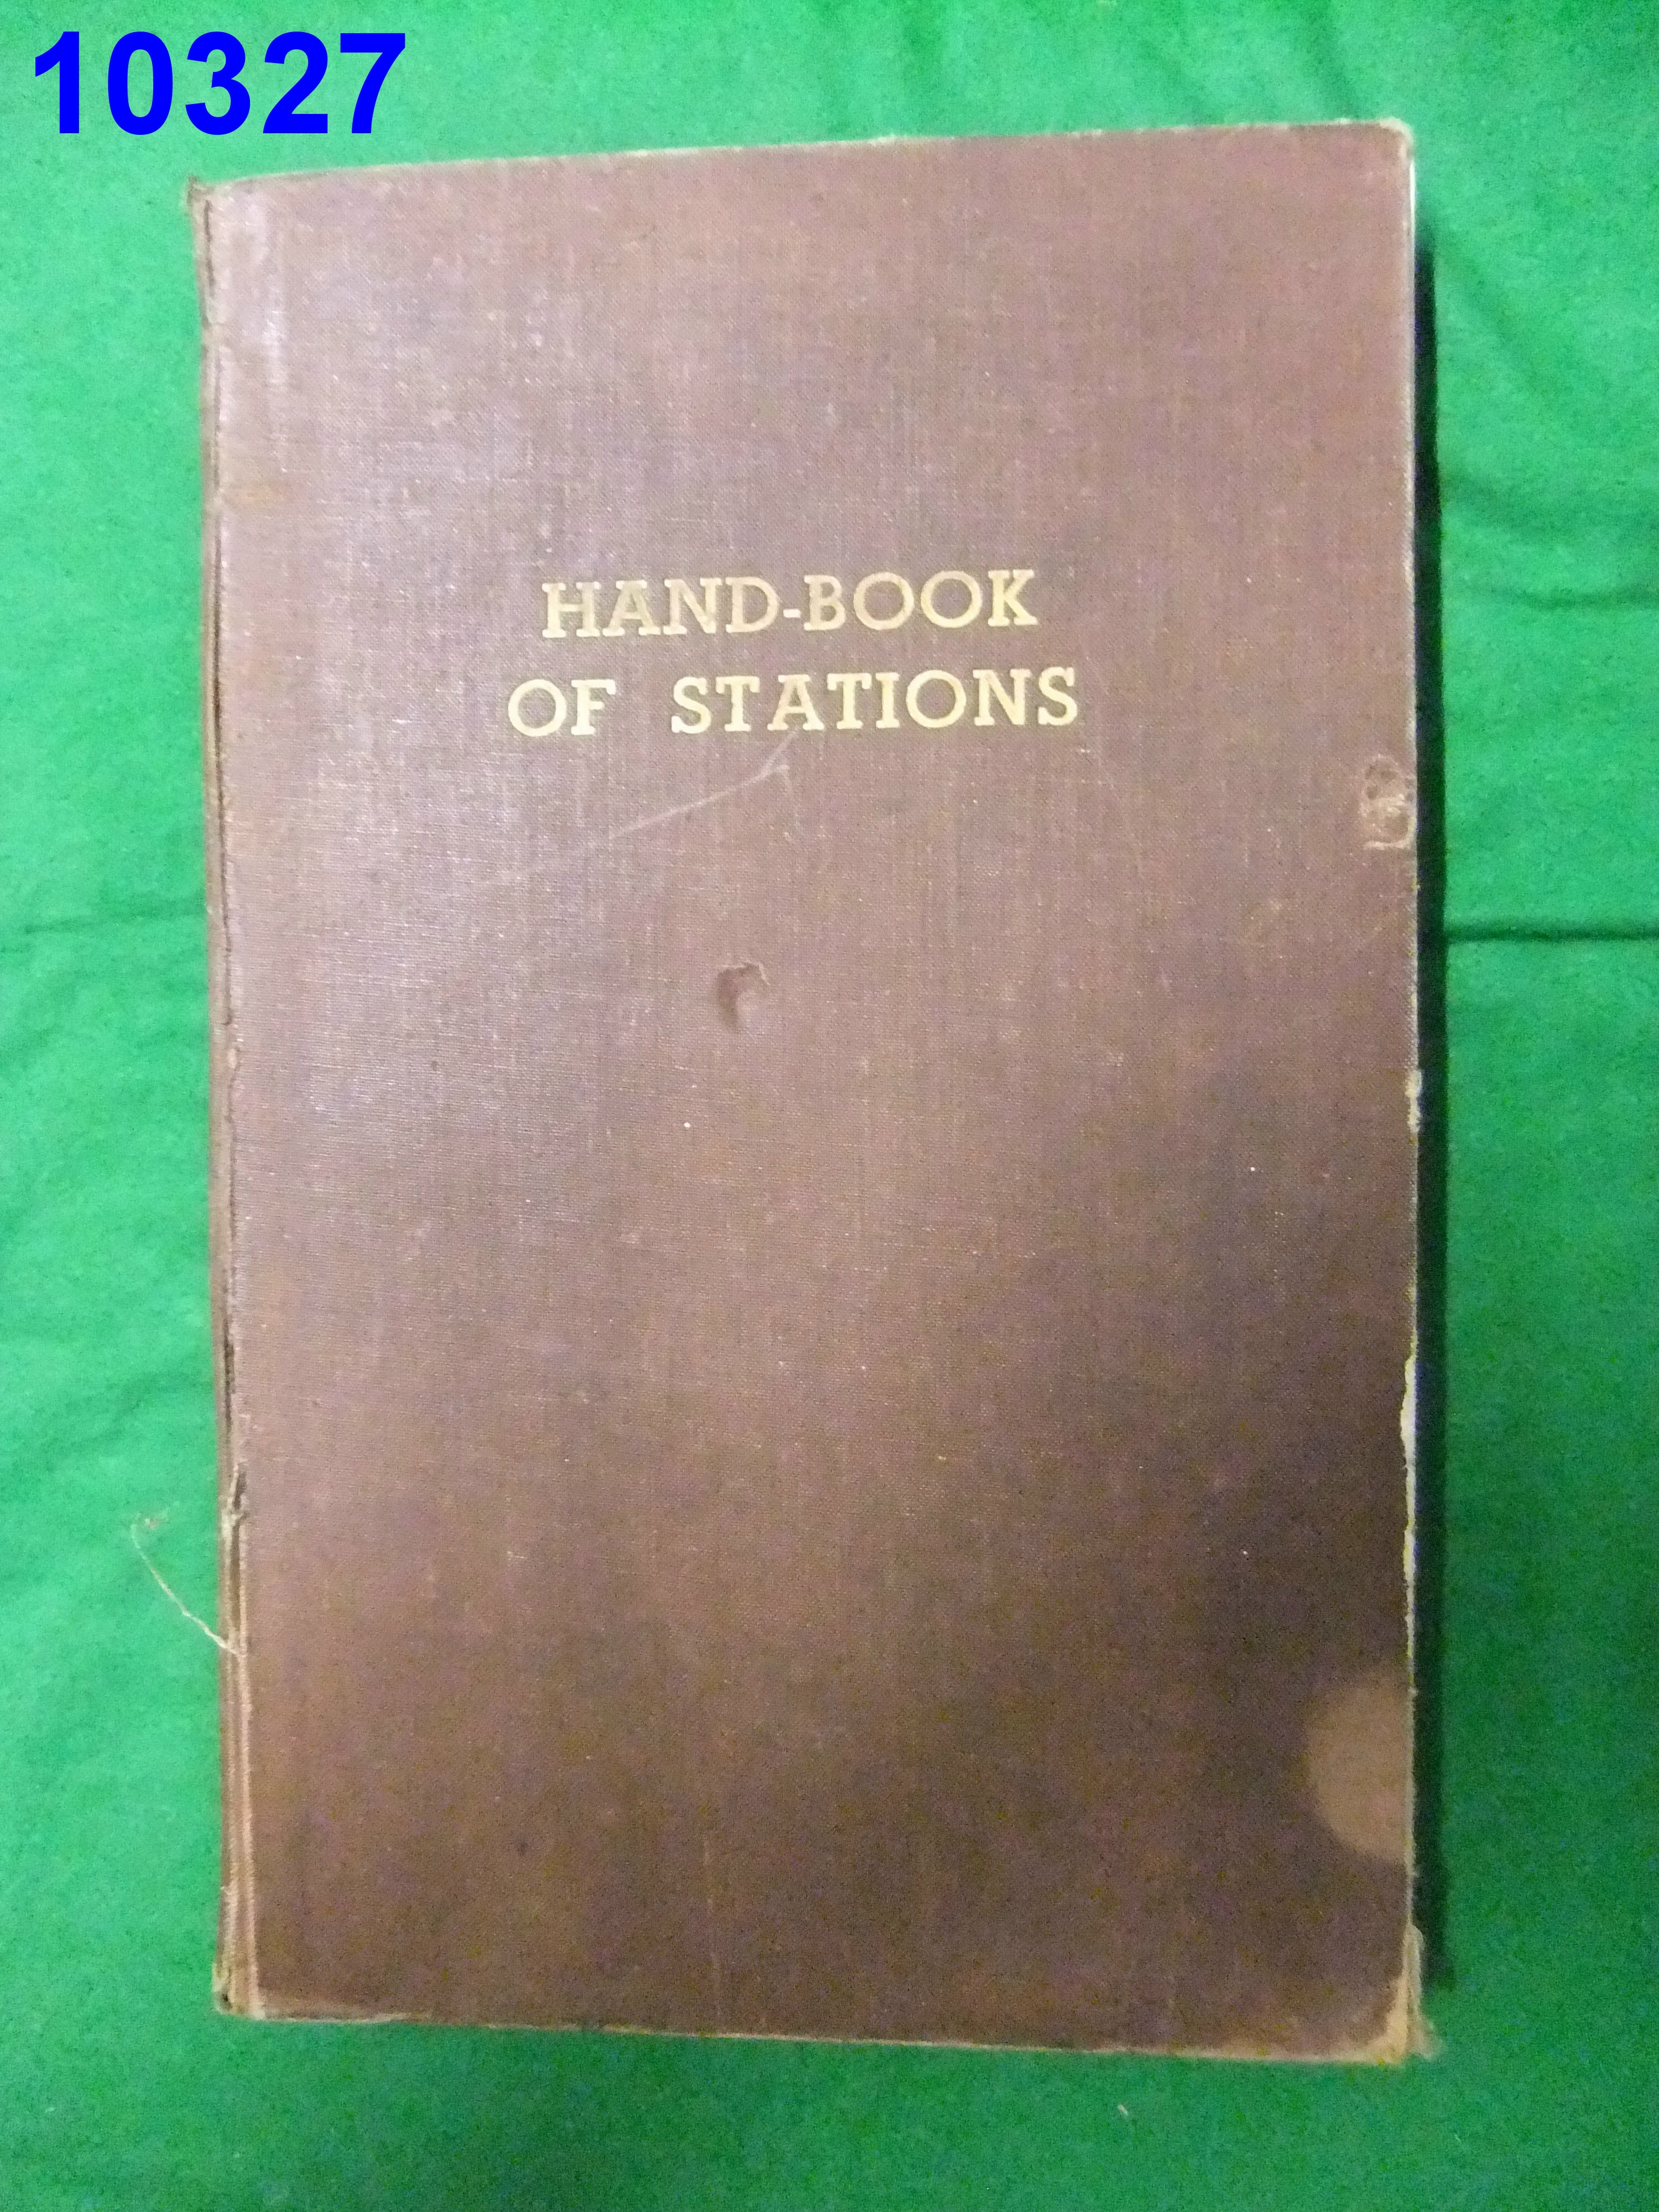 10327
HAND-BOOK
OF STATIONS